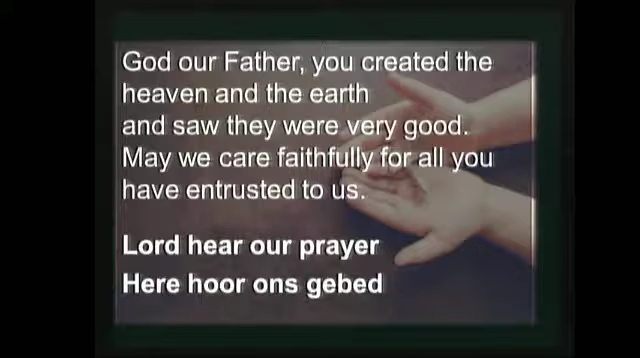 God our Father, you created the
heaven and the earth
and saw they were very good.
May we care faithfully for all you
have entrusted to us.
Lord hear our prayer
Here hoor ons gebed